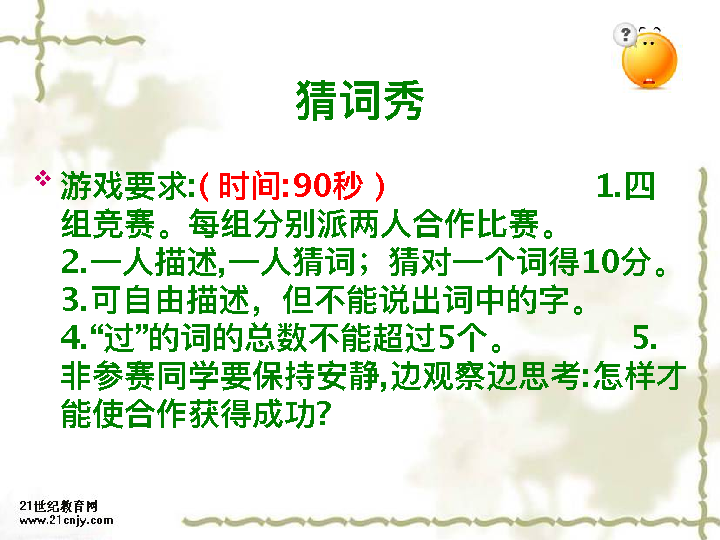 ?
猜词秀
游戏要求:( 时间: 90秒 ) 1.四
组竞赛。每组分别派两人合作比赛。
2.一人描述,一人猜词；猜对一个词得10分。
3.可自由描述，但不能说出词中的字。
4.“过”的词的总数不能超过5个。 5.
非参赛同学要保持安静,边观察边思考:怎样才
能使合作获得成功?
21世纪教育网
www.21cnjy.com